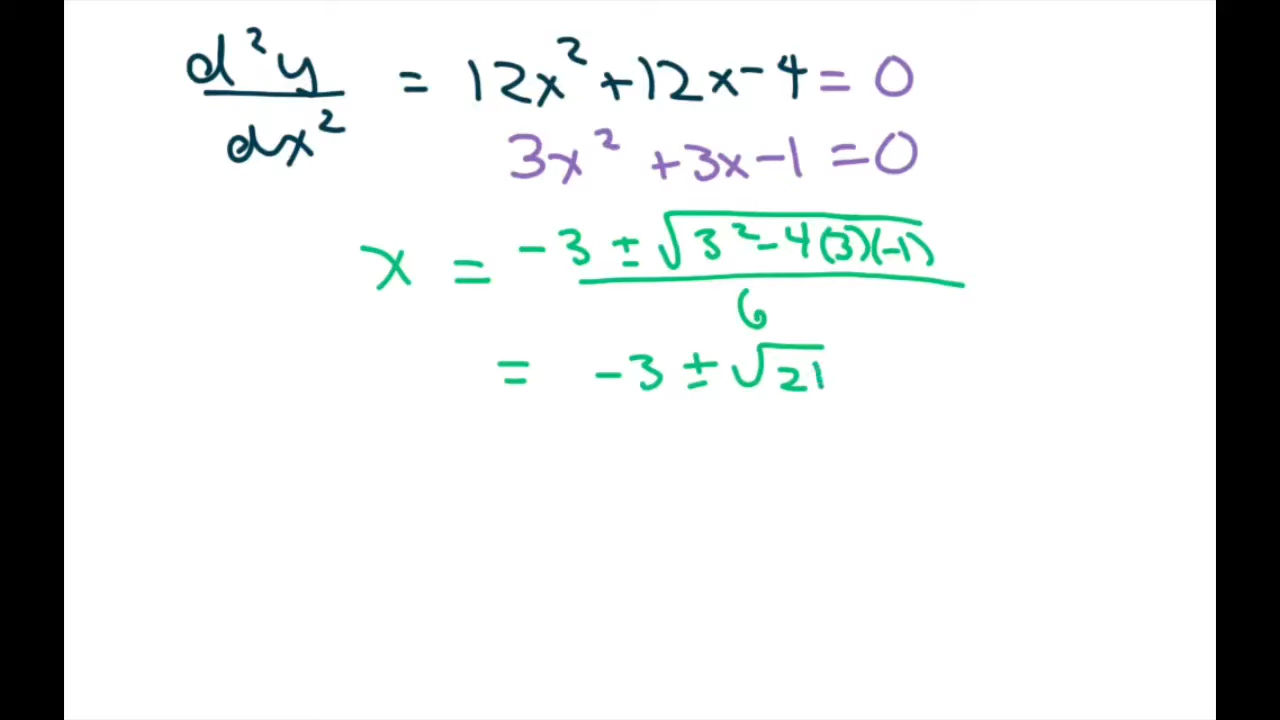 d²y/dx² = 12x² + 12x - 4 = 0
3x² + 3x - 1 = 0
x = (-3 ± √(3² - 4(3)(-1)))/6
= -3 ± √21